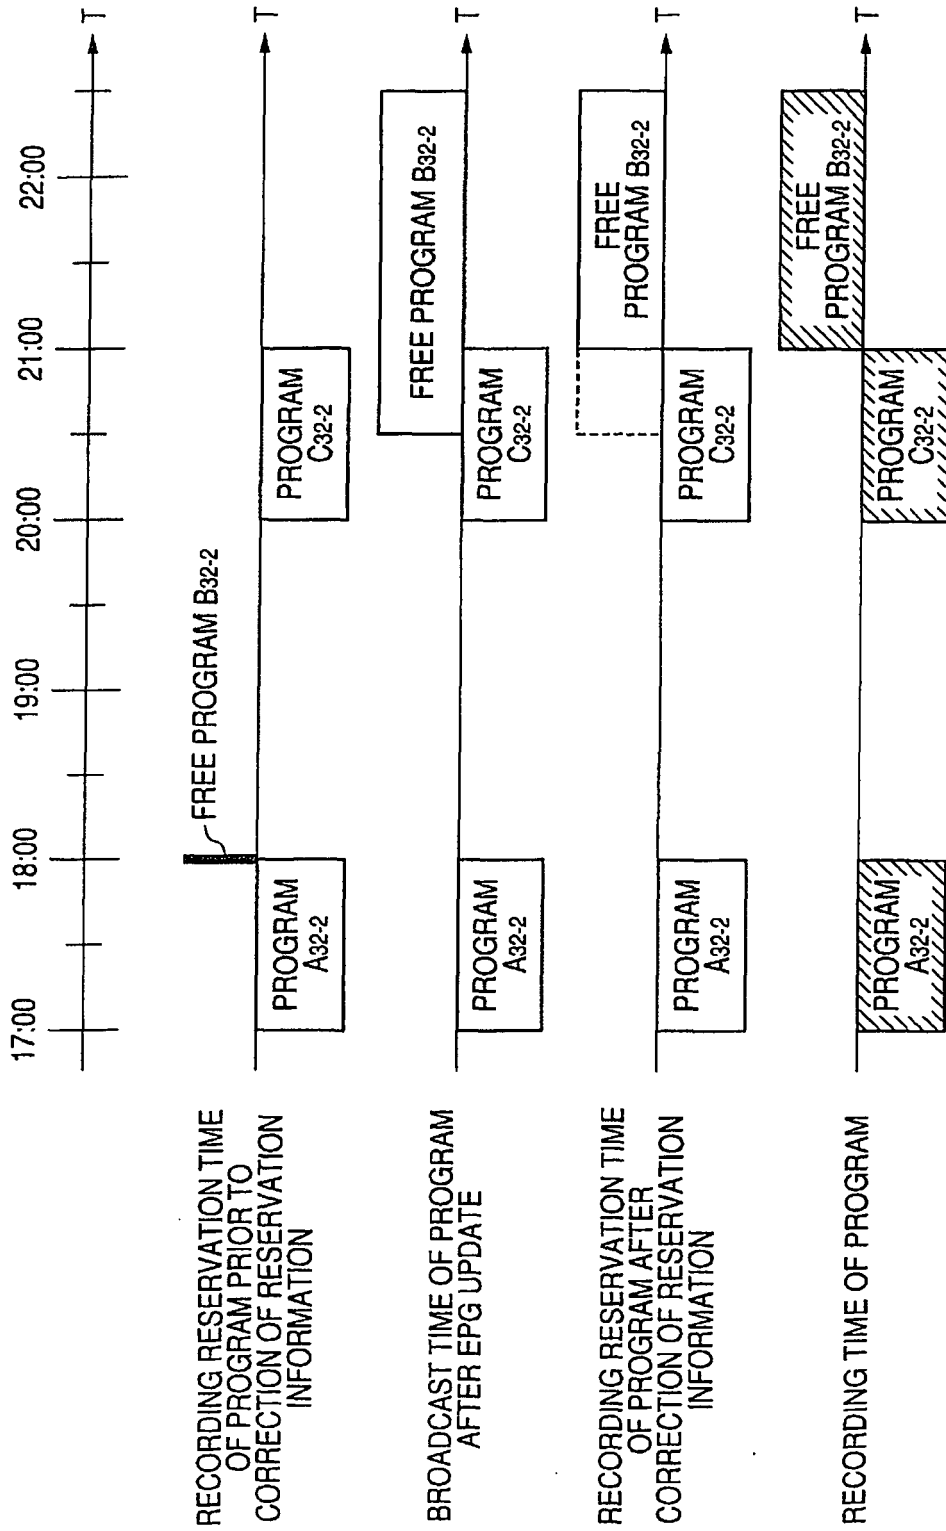 17:00
18:00
19:00
20:00
21:00
22:00
T
RECORDING RESERVATION TIME
OF PROGRAM PRIOR TO
CORRECTION OF RESERVATION
INFORMATION
PROGRAM
A32-2
FREE PROGRAM B32-2
PROGRAM
C32-2
T
BROADCAST TIME OF PROGRAM
AFTER EPG UPDATE
PROGRAM
A32-2
PROGRAM
C32-2
FREE PROGRAM B32-2
T
RECORDING RESERVATION TIME
OF PROGRAM AFTER
CORRECTION OF RESERVATION
INFORMATION
PROGRAM
A32-2
PROGRAM
C32-2
FREE
PROGRAM B32-2
T
RECORDING TIME OF PROGRAM
PROGRAM
A32-2
PROGRAM
C32-2
FREE
PROGRAM B32-2
T